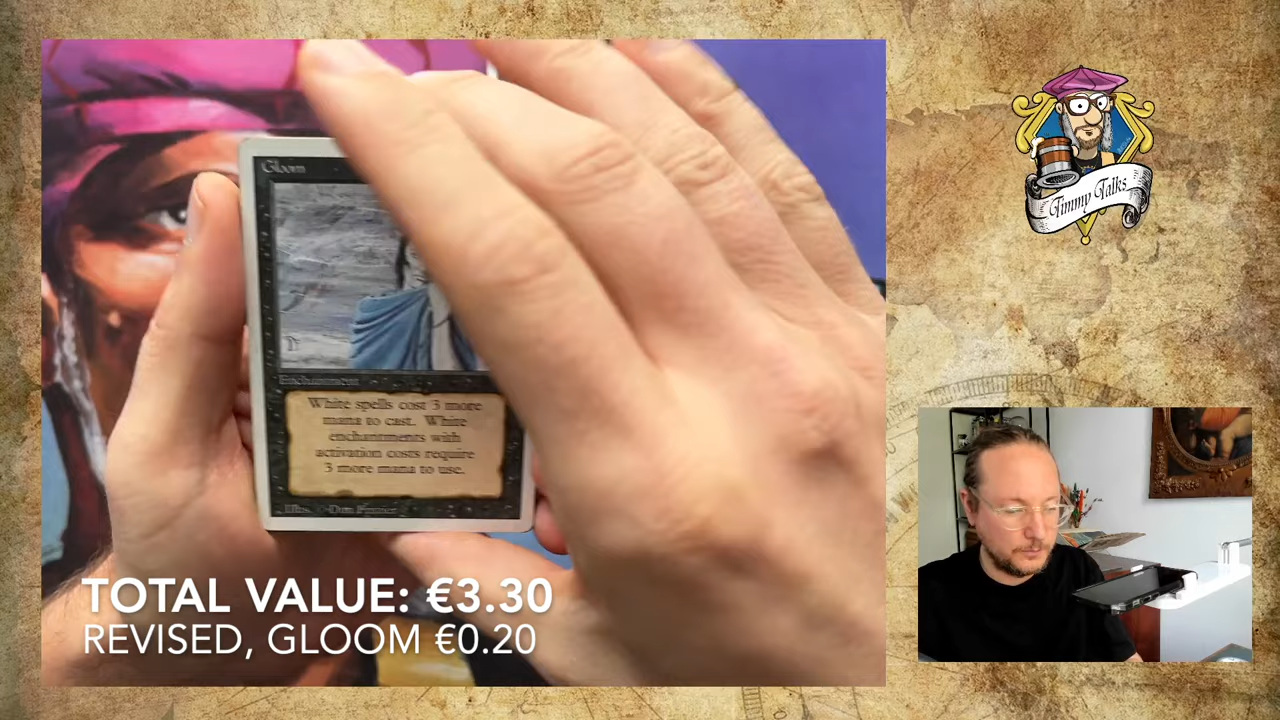 Gloom
Enchantment
White spells cost 3 more
mana to cast. White
enchantments with
activation costs require
3 more mana to use.
Illus. Dan Frazier
TOTAL VALUE: €3.30
REVISED, GLOOM €0.20
Timmy Talks